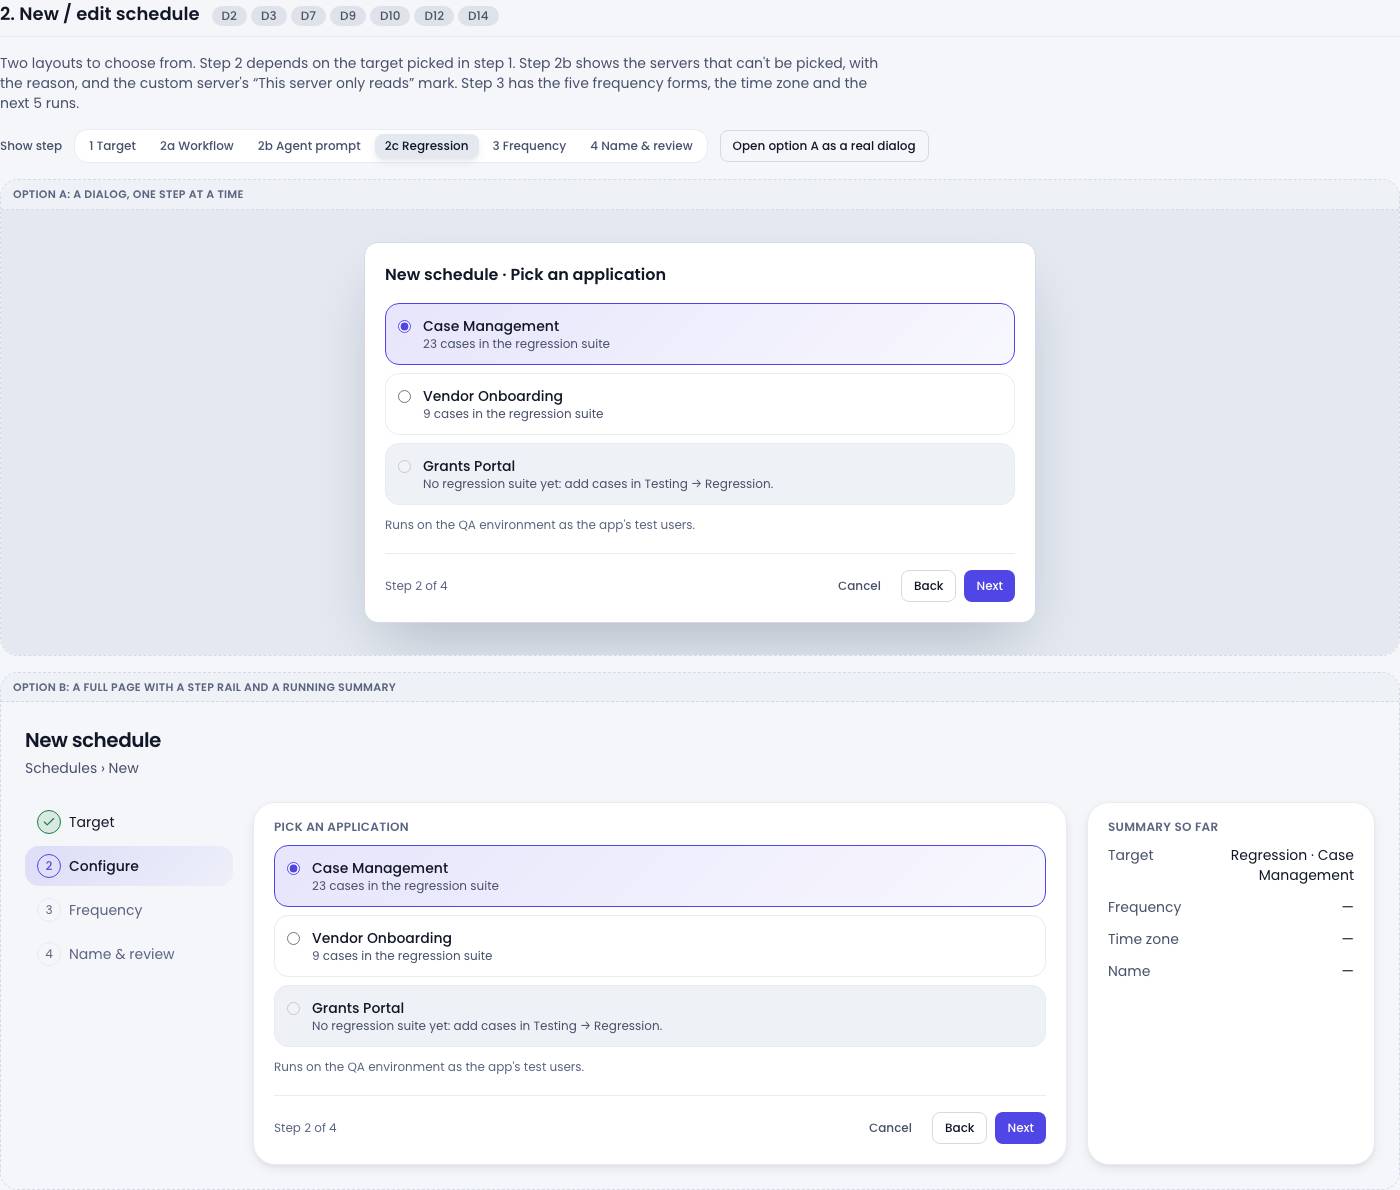 2. New / edit schedule D2 D3 D7 D9 D10 D12 D14
Two layouts to choose from. Step 2 depends on the target picked in step 1. Step 2b shows the servers that can't be picked, with
the reason, and the custom server's “This server only reads” mark. Step 3 has the five frequency forms, the time zone and the
next 5 runs.
Show step 1 Target 2a Workflow 2b Agent prompt 2c Regression 3 Frequency 4 Name & review Open option A as a real dialog
OPTION A: A DIALOG, ONE STEP AT A TIME
New schedule · Pick an application
Case Management
23 cases in the regression suite
Vendor Onboarding
9 cases in the regression suite
Grants Portal
No regression suite yet: add cases in Testing → Regression.
Runs on the QA environment as the app's test users.
Step 2 of 4 Cancel Back Next
OPTION B: A FULL PAGE WITH A STEP RAIL AND A RUNNING SUMMARY
New schedule
Schedules › New
Target
2 Configure
3 Frequency
4 Name & review
PICK AN APPLICATION
Case Management
23 cases in the regression suite
Vendor Onboarding
9 cases in the regression suite
Grants Portal
No regression suite yet: add cases in Testing → Regression.
Runs on the QA environment as the app's test users.
Step 2 of 4 Cancel Back Next
SUMMARY SO FAR
Target Regression · Case
Management
Frequency —
Time zone —
Name —